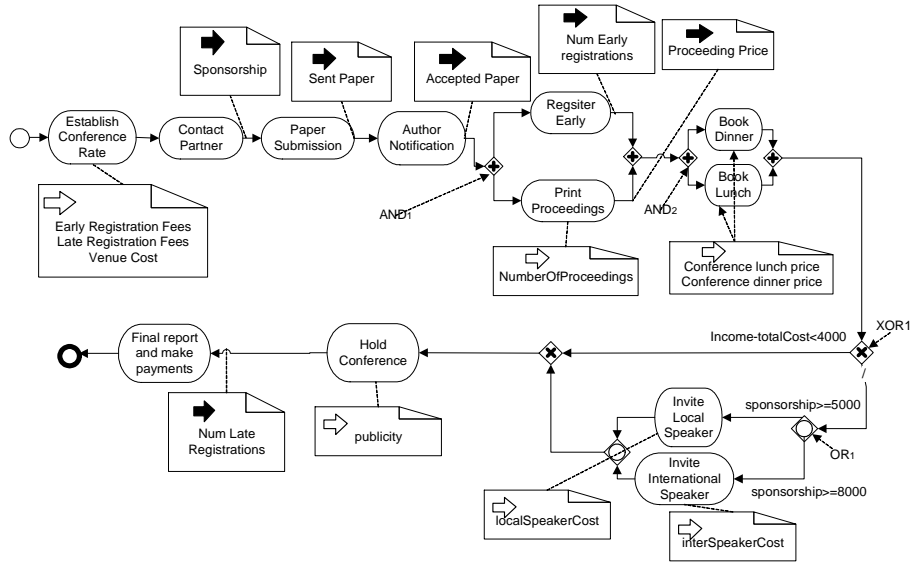 Sponsorship
Sent Paper
Accepted Paper
Num Early
registrations
Proceeding Price
Establish
Conference
Rate
Contact
Partner
Paper
Submission
Author
Notification
Regsiter
Early
Print
Proceedings
Book
Dinner
Book
Lunch
AND1
AND2
Early Registration Fees
Late Registration Fees
Venue Cost
NumberOfProceedings
Conference lunch price
Conference dinner price
XOR1
Income-totalCost<4000
Final report
and make
payments
Hold
Conference
Num Late
Registrations
publicity
Invite
Local
Speaker
sponsorship>=5000
OR1
Invite
International
Speaker
sponsorship>=8000
localSpeakerCost
interSpeakerCost